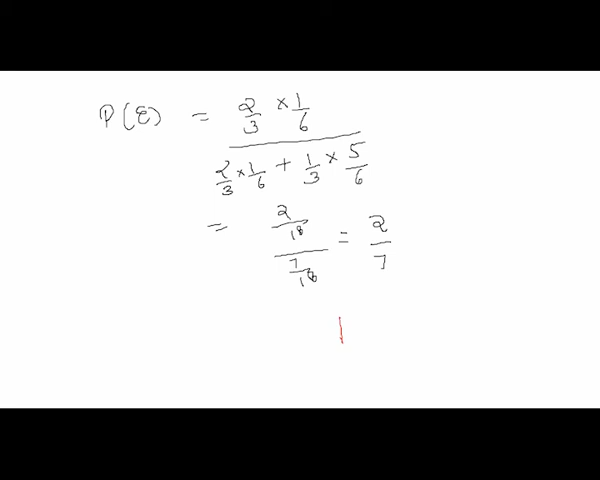 P(E) = 2/3 × 1/6
2/3 × 1/6 + 1/3 × 5/6
= 2/18 / 7/18 = 2/7